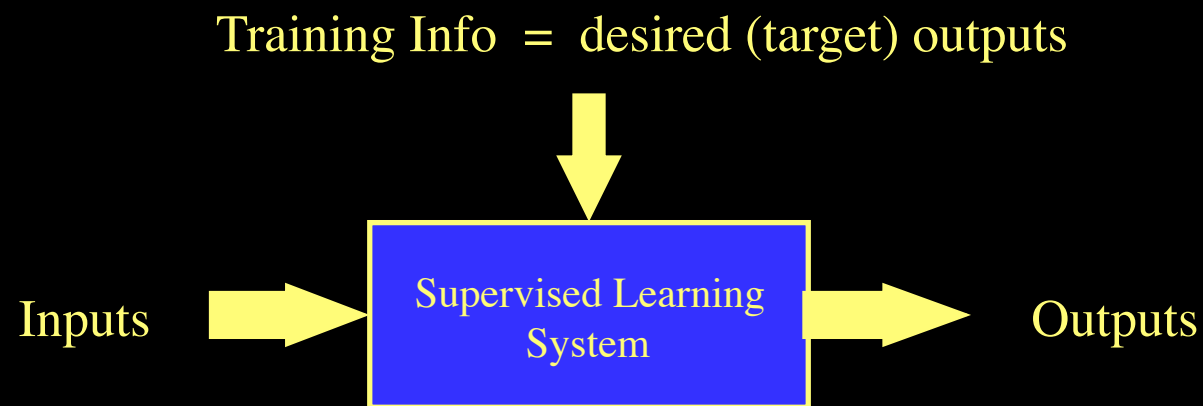 Training Info = desired (target) outputs
Supervised Learning
System
Inputs
Outputs